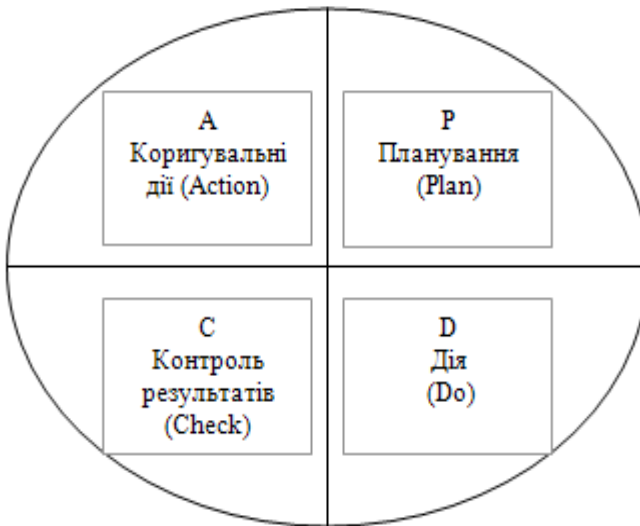 A
Коригувальні
дії (Action)
P
Планування
(Plan)
C
Контроль
результатів
(Check)
D
Дія
(Do)